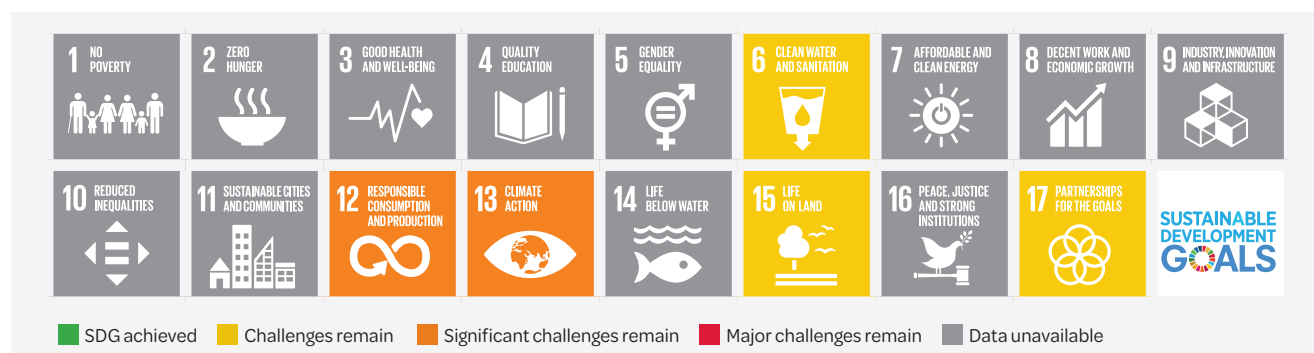 1 NO
POVERTY
2 ZERO
HUNGER
3 GOOD HEALTH
AND WELL-BEING
4 QUALITY
EDUCATION
5 GENDER
EQUALITY
6 CLEAN WATER
AND SANITATION
7 AFFORDABLE AND
CLEAN ENERGY
8 DECENT WORK AND
ECONOMIC GROWTH
9 INDUSTRY, INNOVATION
AND INFRASTRUCTURE
10 REDUCED
INEQUALITIES
11 SUSTAINABLE CITIES
AND COMMUNITIES
12 RESPONSIBLE
CONSUMPTION
AND PRODUCTION
13 CLIMATE
ACTION
14 LIFE
BELOW WATER
15 LIFE
ON LAND
16 PEACE, JUSTICE
AND STRONG
INSTITUTIONS
17 PARTNERSHIPS
FOR THE GOALS
SUSTAINABLE
DEVELOPMENT
GOALS
SDG achieved
Challenges remain
Significant challenges remain
Major challenges remain
Data unavailable